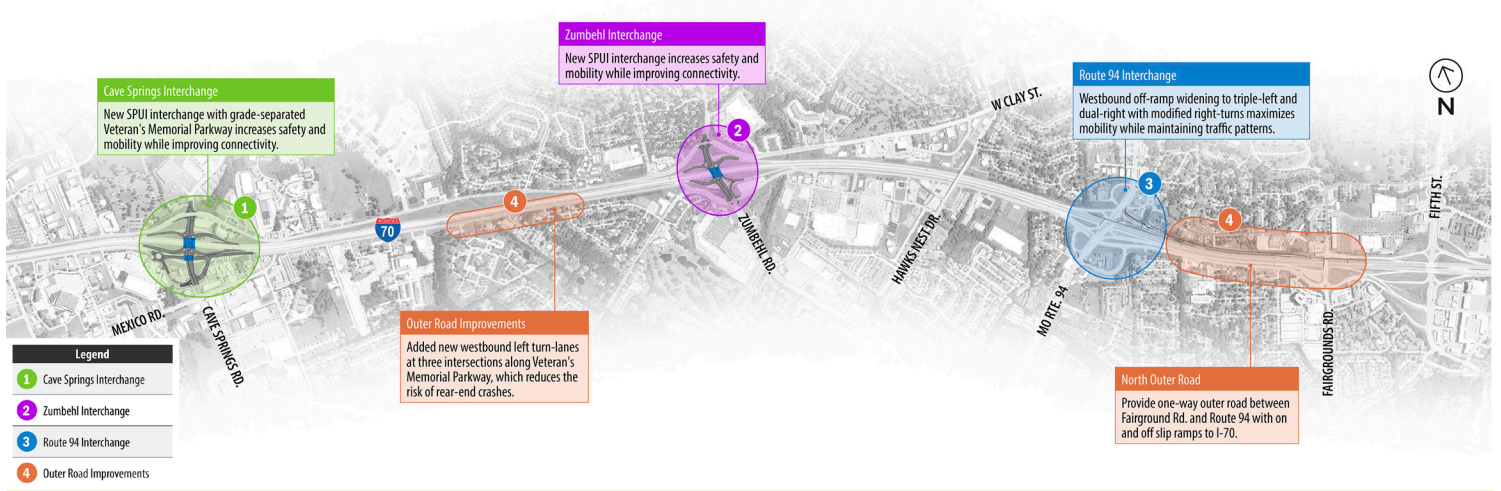 Zumbehl Interchange
New SPUI interchange increases safety and
mobility while improving connectivity.
Cave Springs Interchange
New SPUI interchange with grade-separated
Veteran's Memorial Parkway increases safety and
mobility while improving connectivity.
Route 94 Interchange
Westbound off-ramp widening to triple-left and
dual-right with modified right-turns maximizes
mobility while maintaining traffic patterns.
N
W CLAY ST.
1
2
3
4
4
INTERSTATE
70
MEXICO RD.
CAVE SPRINGS RD.
ZUMBEHL RD.
HAWKS NEST DR.
MO RTE. 94
FAIRGROUNDS RD.
FIFTH ST.
Outer Road Improvements
Added new westbound left turn-lanes
at three intersections along Veteran's
Memorial Parkway, which reduces the
risk of rear-end crashes.
North Outer Road
Provide one-way outer road between
Fairground Rd. and Route 94 with on
and off slip ramps to I-70.
Legend
1 Cave Springs Interchange
2 Zumbehl Interchange
3 Route 94 Interchange
4 Outer Road Improvements